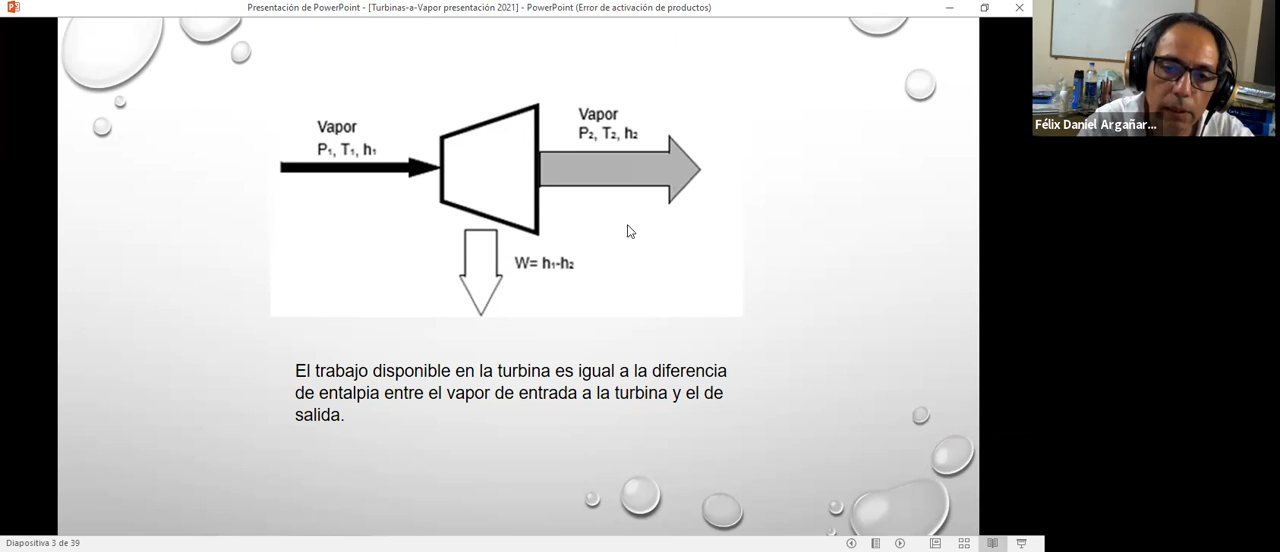 Presentación de PowerPoint - [Turbinas-a-Vapor presentación 2021] - PowerPoint (Error de activación de productos)
Vapor
P₁, T₁, h₁
Vapor
P₂, T₂, h₂
W= h₁-h₂
El trabajo disponible en la turbina es igual a la diferencia
de entalpia entre el vapor de entrada a la turbina y el de
salida.
Félix Daniel Argañar...
Diapositiva 3 de 39